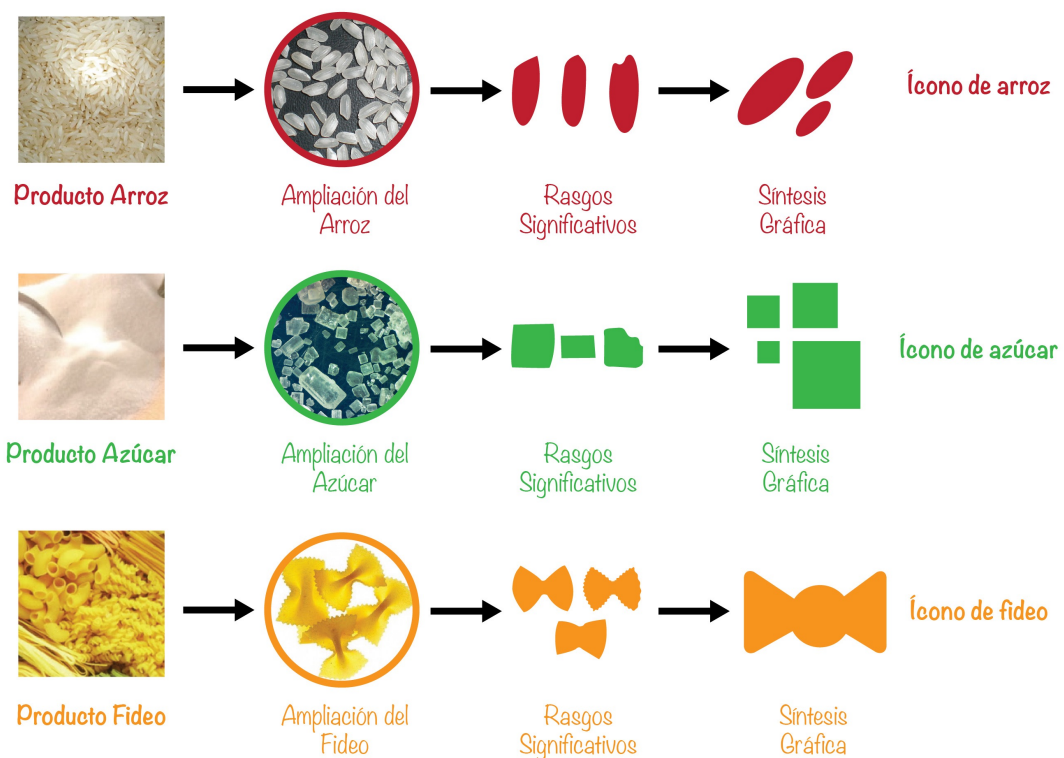 Ícono de arroz
Producto Arroz
Ampliación del
Arroz
Rasgos
Significativos
Síntesis
Gráfica
Ícono de azúcar
Producto Azúcar
Ampliación del
Azúcar
Rasgos
Significativos
Síntesis
Gráfica
Ícono de fideo
Producto Fideo
Ampliación del
Fideo
Rasgos
Significativos
Síntesis
Gráfica